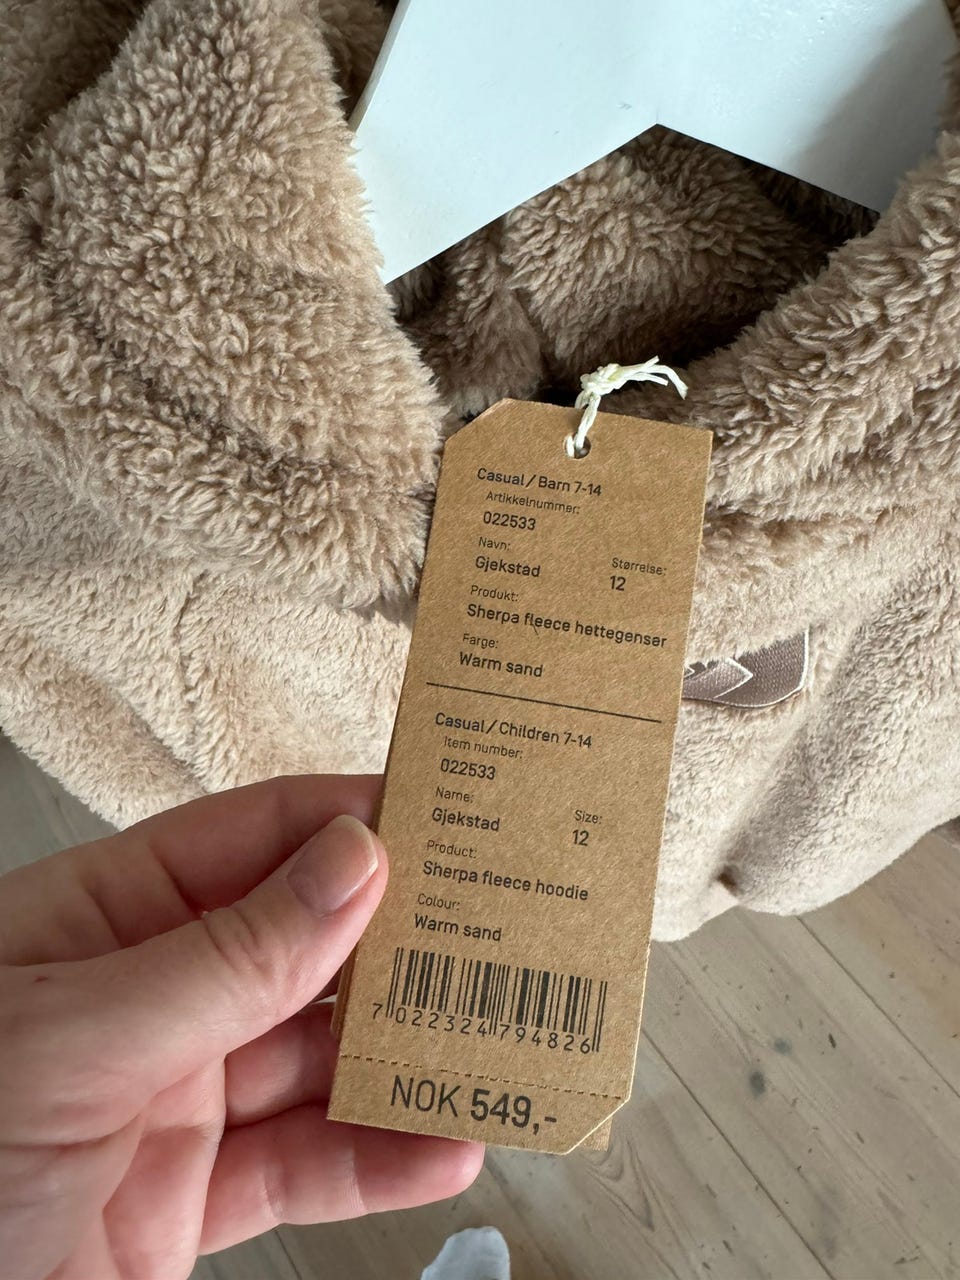 Casual / Barn 7-14
Artikkelnummer:
022533
Navn:
Gjekstad
Størrelse:
12
Produkt:
Sherpa fleece hettegenser
Farge:
Warm sand
Casual / Children 7-14
Item number:
022533
Name:
Gjekstad
Size:
12
Product:
Sherpa fleece hoodie
Colour:
Warm sand
7 022324 794826
NOK 549,-